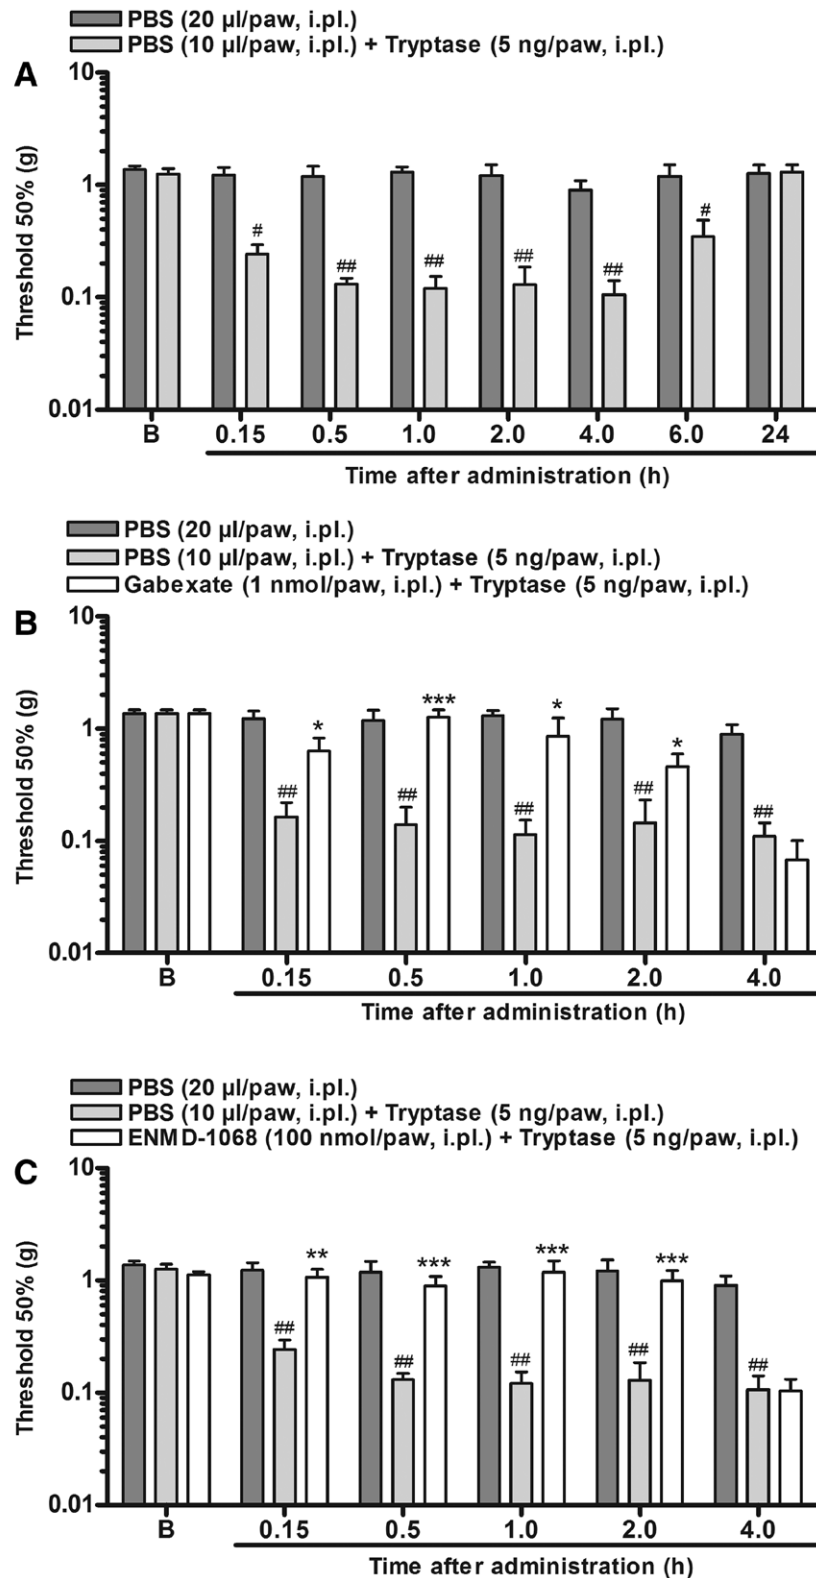 PBS (20 µl/paw, i.pl.)
PBS (10 µl/paw, i.pl.) + Tryptase (5 ng/paw, i.pl.)
A
Threshold 50% (g)
10
1
0.1
0.01
# ## ## ## ## #
B 0.15 0.5 1.0 2.0 4.0 6.0 24
Time after administration (h)
PBS (20 µl/paw, i.pl.)
PBS (10 µl/paw, i.pl.) + Tryptase (5 ng/paw, i.pl.)
Gabexate (1 nmol/paw, i.pl.) + Tryptase (5 ng/paw, i.pl.)
B
Threshold 50% (g)
10
1
0.1
0.01
* *** * *
## ## ## ## ##
B 0.15 0.5 1.0 2.0 4.0
Time after administration (h)
PBS (20 µl/paw, i.pl.)
PBS (10 µl/paw, i.pl.) + Tryptase (5 ng/paw, i.pl.)
ENMD-1068 (100 nmol/paw, i.pl.) + Tryptase (5 ng/paw, i.pl.)
C
Threshold 50% (g)
10
1
0.1
0.01
** *** *** ***
## ## ## ## ##
B 0.15 0.5 1.0 2.0 4.0
Time after administration (h)